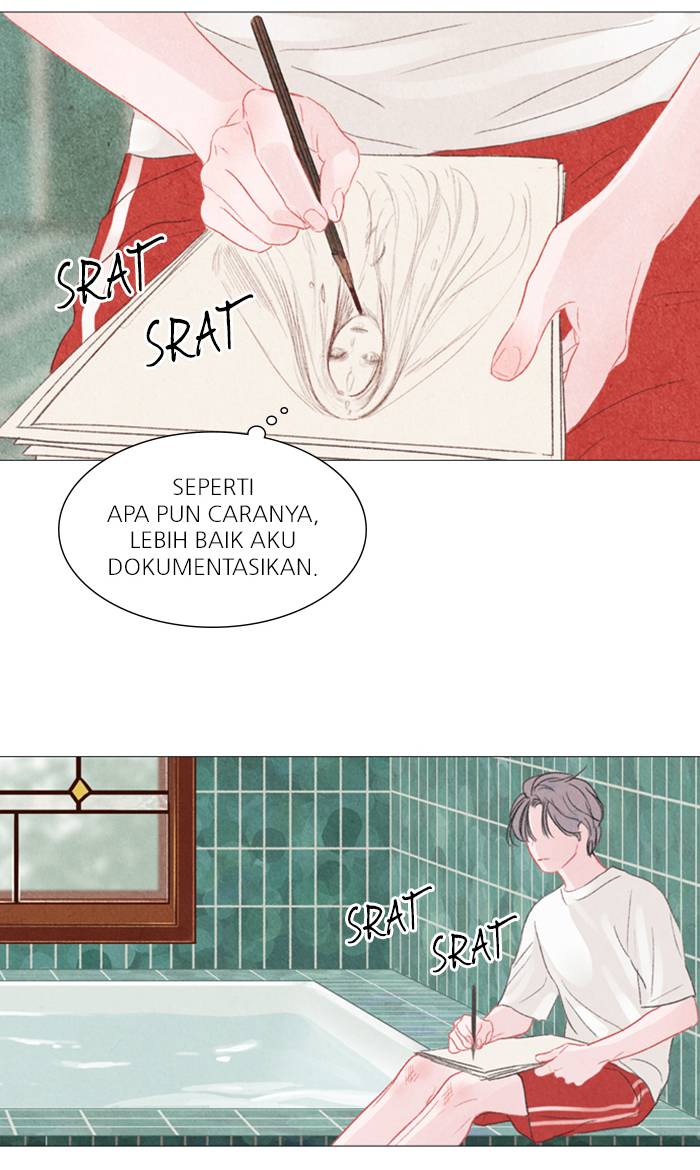 SRAT
SRAT
SEPERTI
APA PUN CARANYA,
LEBIH BAIK AKU
DOKUMENTASIKAN.
SRAT
SRAT